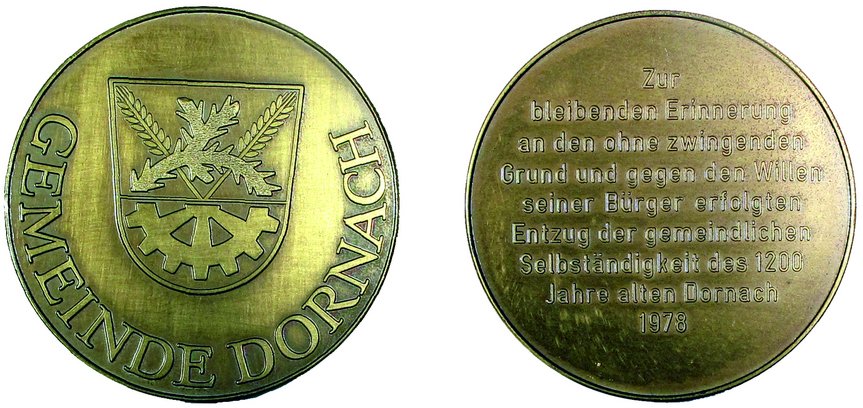 GEMEINDE DORNACH
Zur
bleibenden Erinnerung
an den ohne zwingenden
Grund und gegen den Willen
seiner Bürger erfolgten
Entzug der gemeindlichen
Selbständigkeit des 1200
Jahre alten Dornach
1978